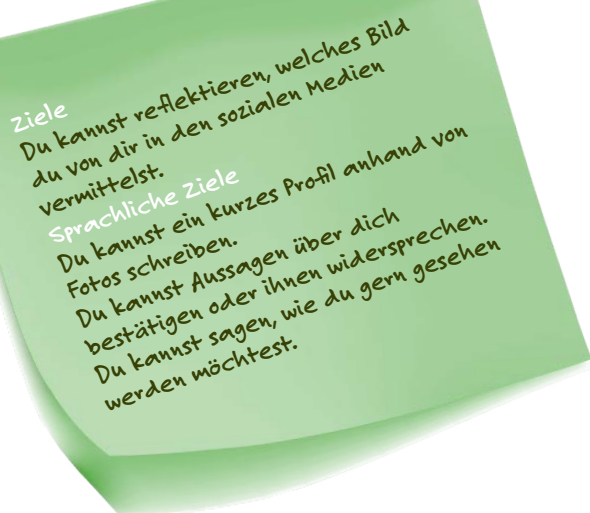 Ziele
Du kannst reflektieren, welches Bild
du von dir in den sozialen Medien
vermittelst.
Sprachliche Ziele
Du kannst ein kurzes Profil anhand von
Fotos schreiben.
Du kannst Aussagen über dich
bestätigen oder ihnen widersprechen.
Du kannst sagen, wie du gern gesehen
werden möchtest.